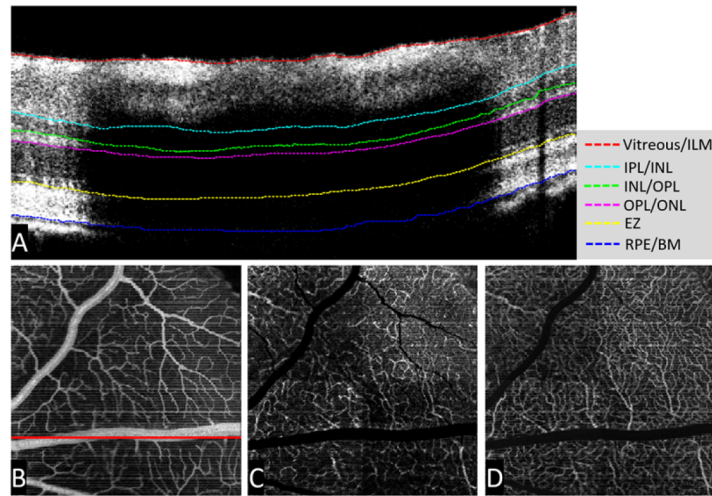 Vitreous/ILM
IPL/INL
INL/OPL
OPL/ONL
EZ
RPE/BM
A
B
C
D